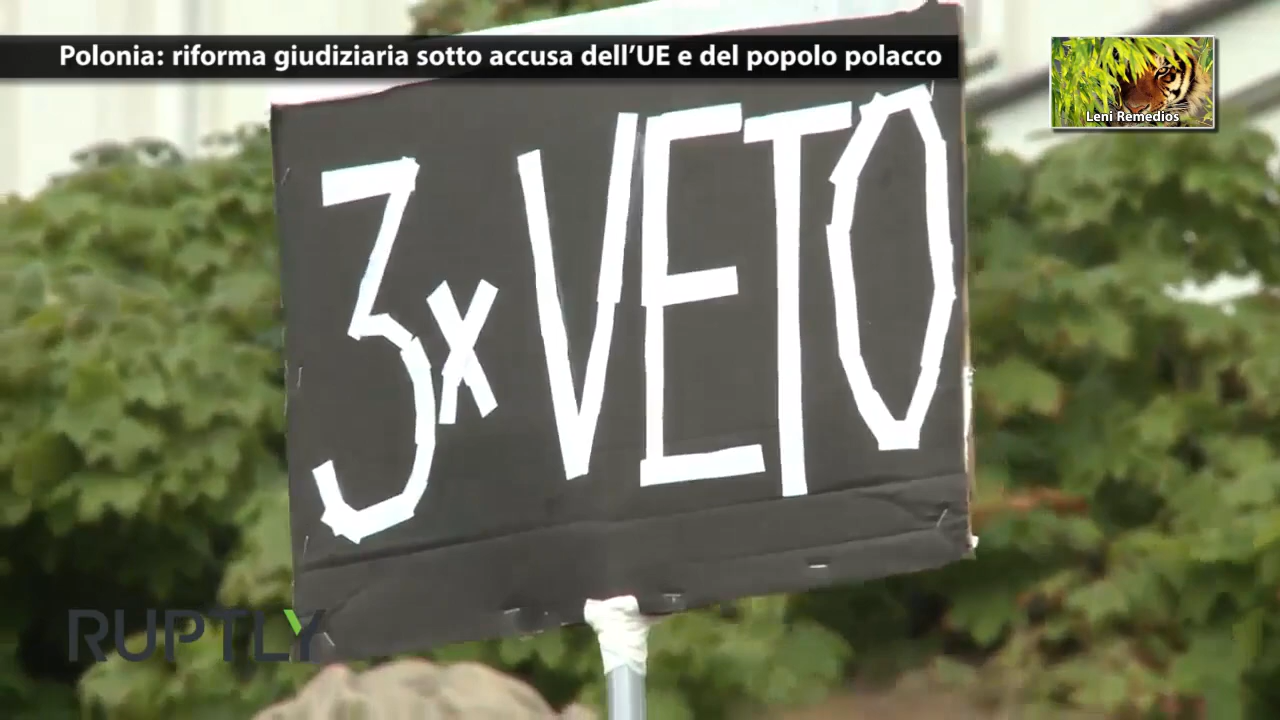 Polonia: riforma giudiziaria sotto accusa dell'UE e del popolo polacco
Leni Remedios
3x VETO
RUPTLY